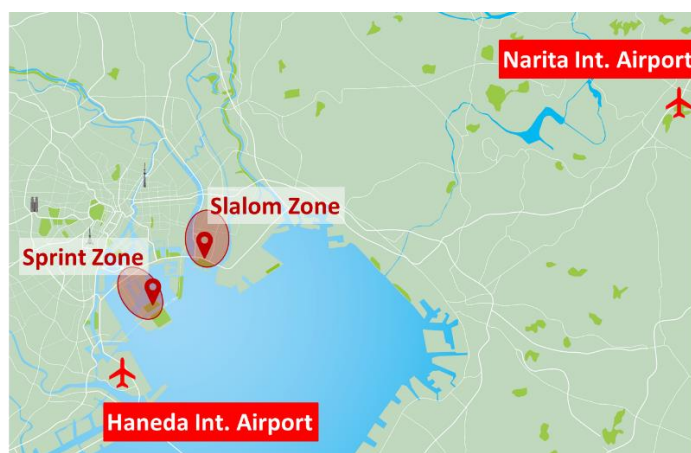 Narita Int. Airport
Slalom Zone
Sprint Zone
Haneda Int. Airport